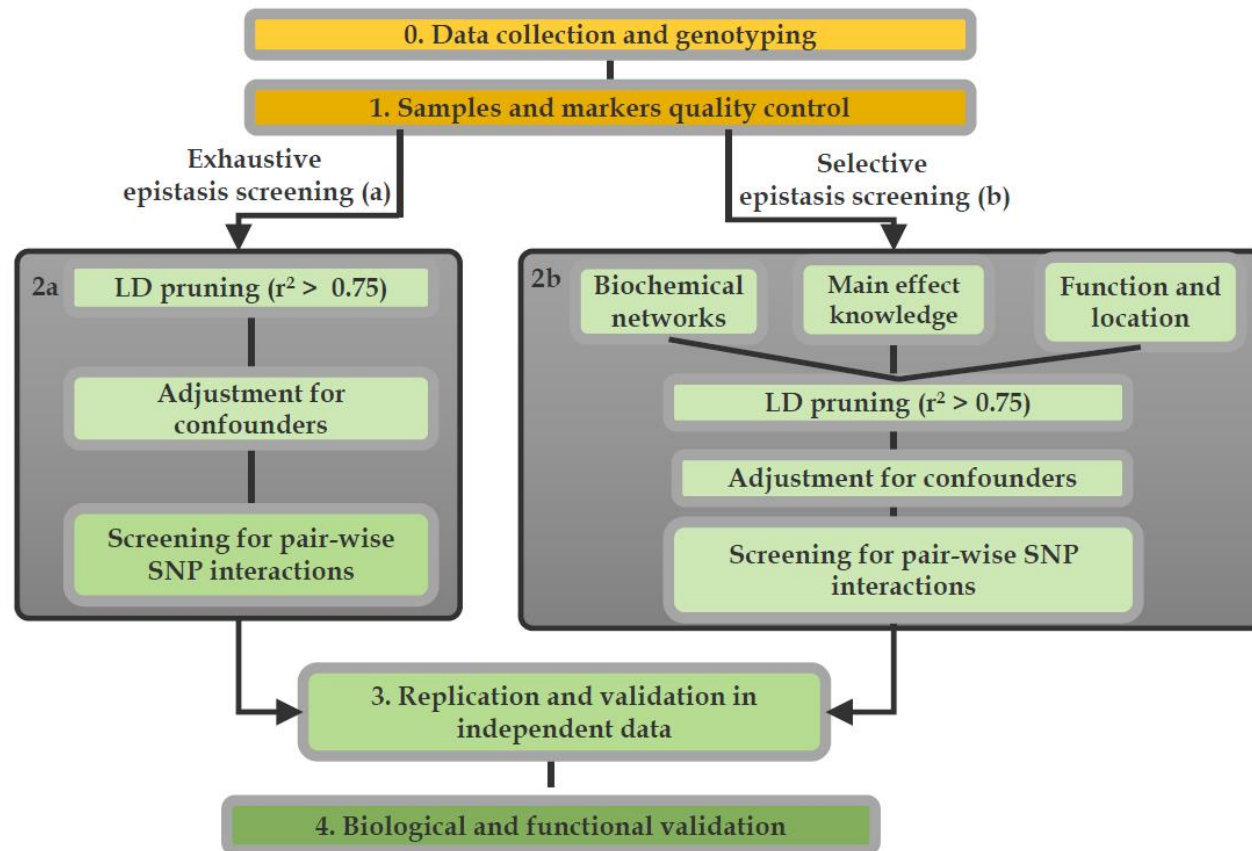 0. Data collection and genotyping
1. Samples and markers quality control
Exhaustive
epistasis screening (a)
Selective
epistasis screening (b)
2a
LD pruning (r² > 0.75)
Adjustment for
confounders
Screening for pair-wise
SNP interactions
2b
Biochemical
networks
Main effect
knowledge
Function and
location
LD pruning (r² > 0.75)
Adjustment for confounders
Screening for pair-wise SNP
interactions
3. Replication and validation in
independent data
4. Biological and functional validation